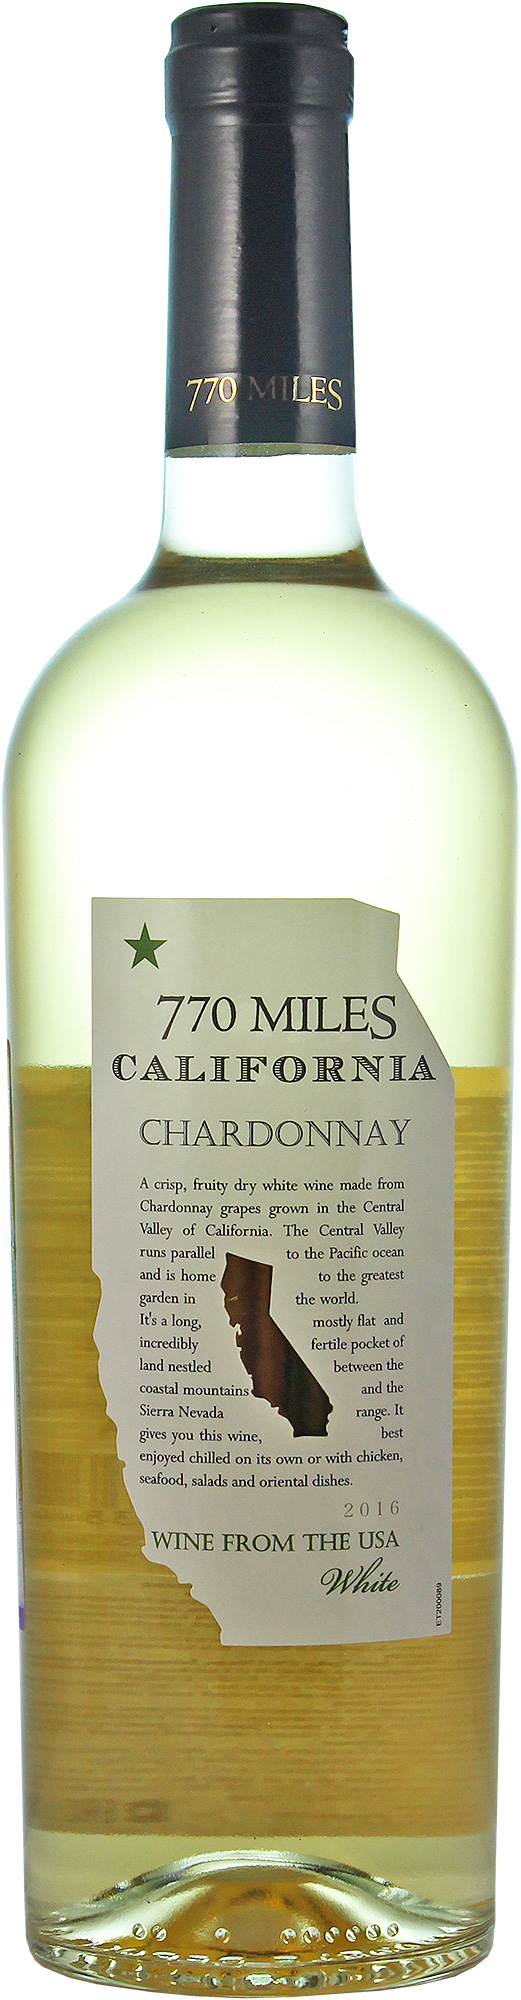 770 MILES
770 MILES
CALIFORNIA
CHARDONNAY
A crisp, fruity dry white wine made from
Chardonnay grapes grown in the Central
Valley of California. The Central Valley
runs parallel to the Pacific ocean
and is home to the greatest
garden in the world.
It's a long, mostly flat and
incredibly fertile pocket of
land nestled between the
coastal mountains and the
Sierra Nevada range. It
gives you this wine, best
enjoyed chilled on its own or with chicken,
seafood, salads and oriental dishes.
2016
WINE FROM THE USA
White
ET200089